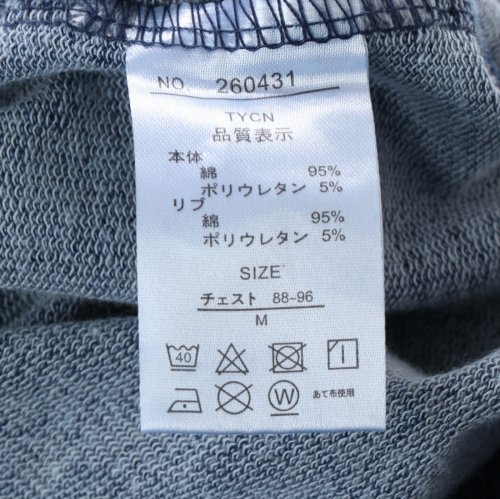 NO. 260431
TYCN
品質表示
本体
綿 95%
ポリウレタン 5%
リブ
綿 95%
ポリウレタン 5%
SIZE
チェスト 88~96
M
40
W
あて布使用